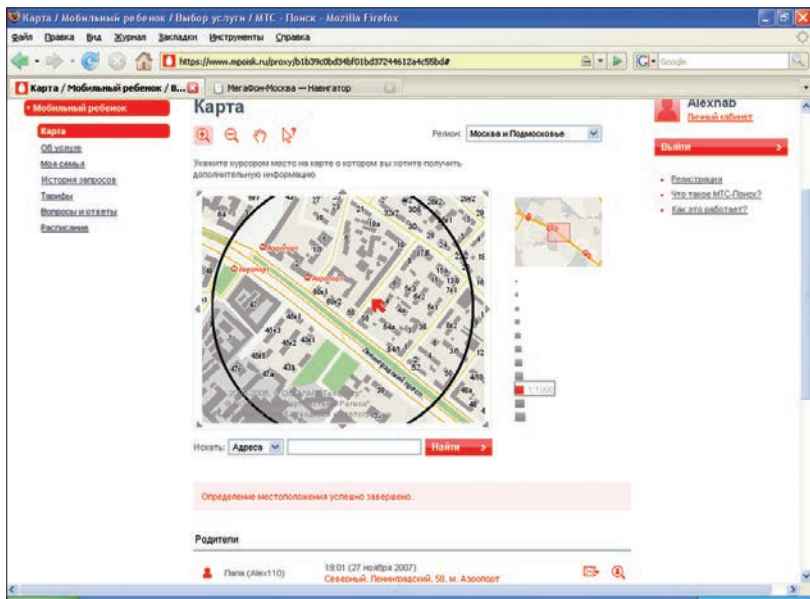 Карта / Мобильный ребенок / Выбор услуги / МТС - Поиск - Mozilla Firefox
Файл Правка Вид Журнал Закладки Инструменты Справка
https://www.mpoisk.ru/proxy/b1b39c0bd34bf01bd37244612a4c55bd#
Google
Карта / Мобильный ребенок / В...
МегаФон-Москва — Навигатор
Мобильный ребенок
Карта
Об услуге
Моя семья
История запросов
Тарифы
Вопросы и ответы
Расписание
Карта
Регион: Москва и Подмосковье
Укажите курсором место на карте о котором вы хотите получить
дополнительную информацию
Аэропорт
Аэропорт
Аэропорт
Ленинградский просп.
1:1000
Искать: Адреса
Найти
Определение местоположения успешно завершено.
Родители
Папа (Alex110)
19:01 (27 ноября 2007)
Северный, Ленинградский, 58, м. Аэропорт
Alexnab
Личный кабинет
Выйти
Регистрация
Что такое МТС-Поиск?
Как это работает?